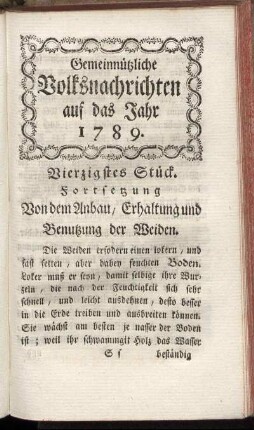 Gemeinnützliche
Volksnachrichten
auf das Jahr
1789.
Vierzigstes Stück.
Fortsetzung
Von dem Anbau, Erhaltung und
Benutzung der Weiden.
Die Weiden erfodern einen lokern, und
fast fetten, aber dabey feuchten Boden.
Loker muß er seyn, damit selbige ihre Wur-
zeln, die nach der Feuchtigkeit sich sehr
schnell, und leicht ausdehnen, desto besser
in die Erde treiben und ausbreiten können.
Sie wächst am besten je nasser der Boden
ist; weil ihr schwammigt Holz das Wasser
S s beständig